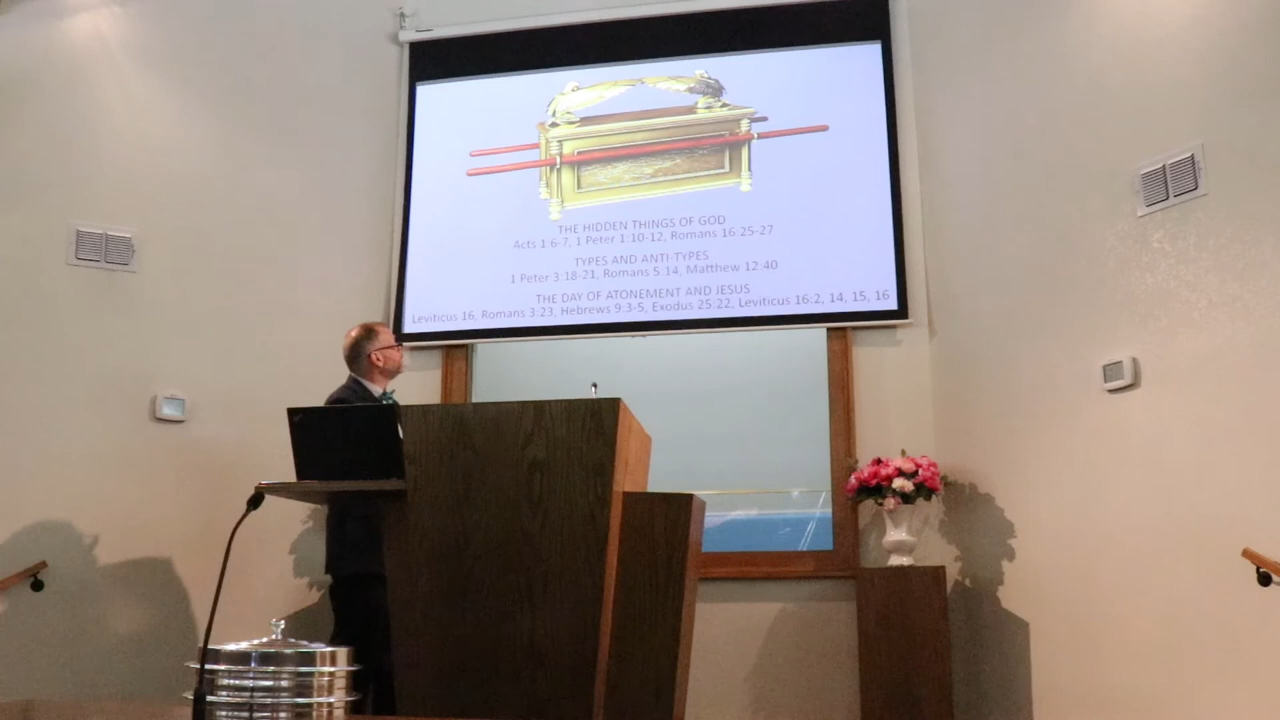 THE HIDDEN THINGS OF GOD
Acts 1:6-7, 1 Peter 1:10-12, Romans 16:25-27
TYPES AND ANTI-TYPES
1 Peter 3:18-21, Romans 5:14, Matthew 12:40
THE DAY OF ATONEMENT AND JESUS
Leviticus 16, Romans 3:23, Hebrews 9:3-5, Exodus 25:22, Leviticus 16:2, 14, 15, 16